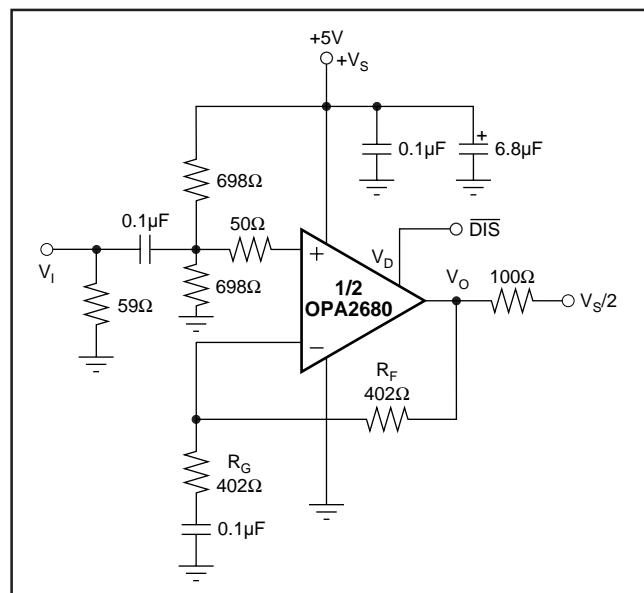 +5V
+V_S
0.1µF
6.8µF
698Ω
0.1µF
50Ω
V_I
59Ω
698Ω
+
1/2
OPA2680
−
V_D
D̅I̅S̅
V_O
100Ω
V_S/2
R_F
402Ω
R_G
402Ω
0.1µF
+